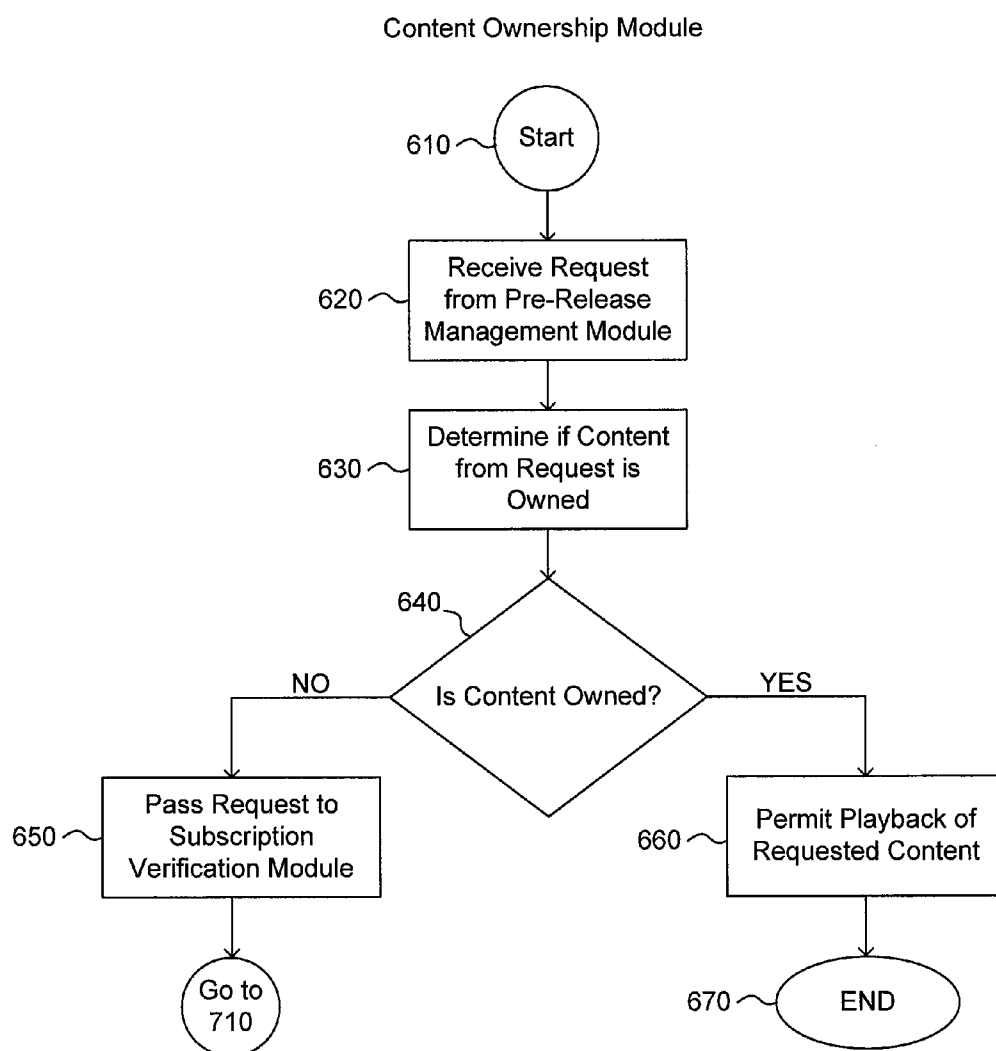 Content Ownership Module
Start
610
Receive Request
from Pre-Release
Management Module
620
Determine if Content
from Request is
Owned
630
640
Is Content Owned?
NO
YES
Pass Request to
Subscription
Verification Module
650
Permit Playback of
Requested Content
660
Go to
710
END
670